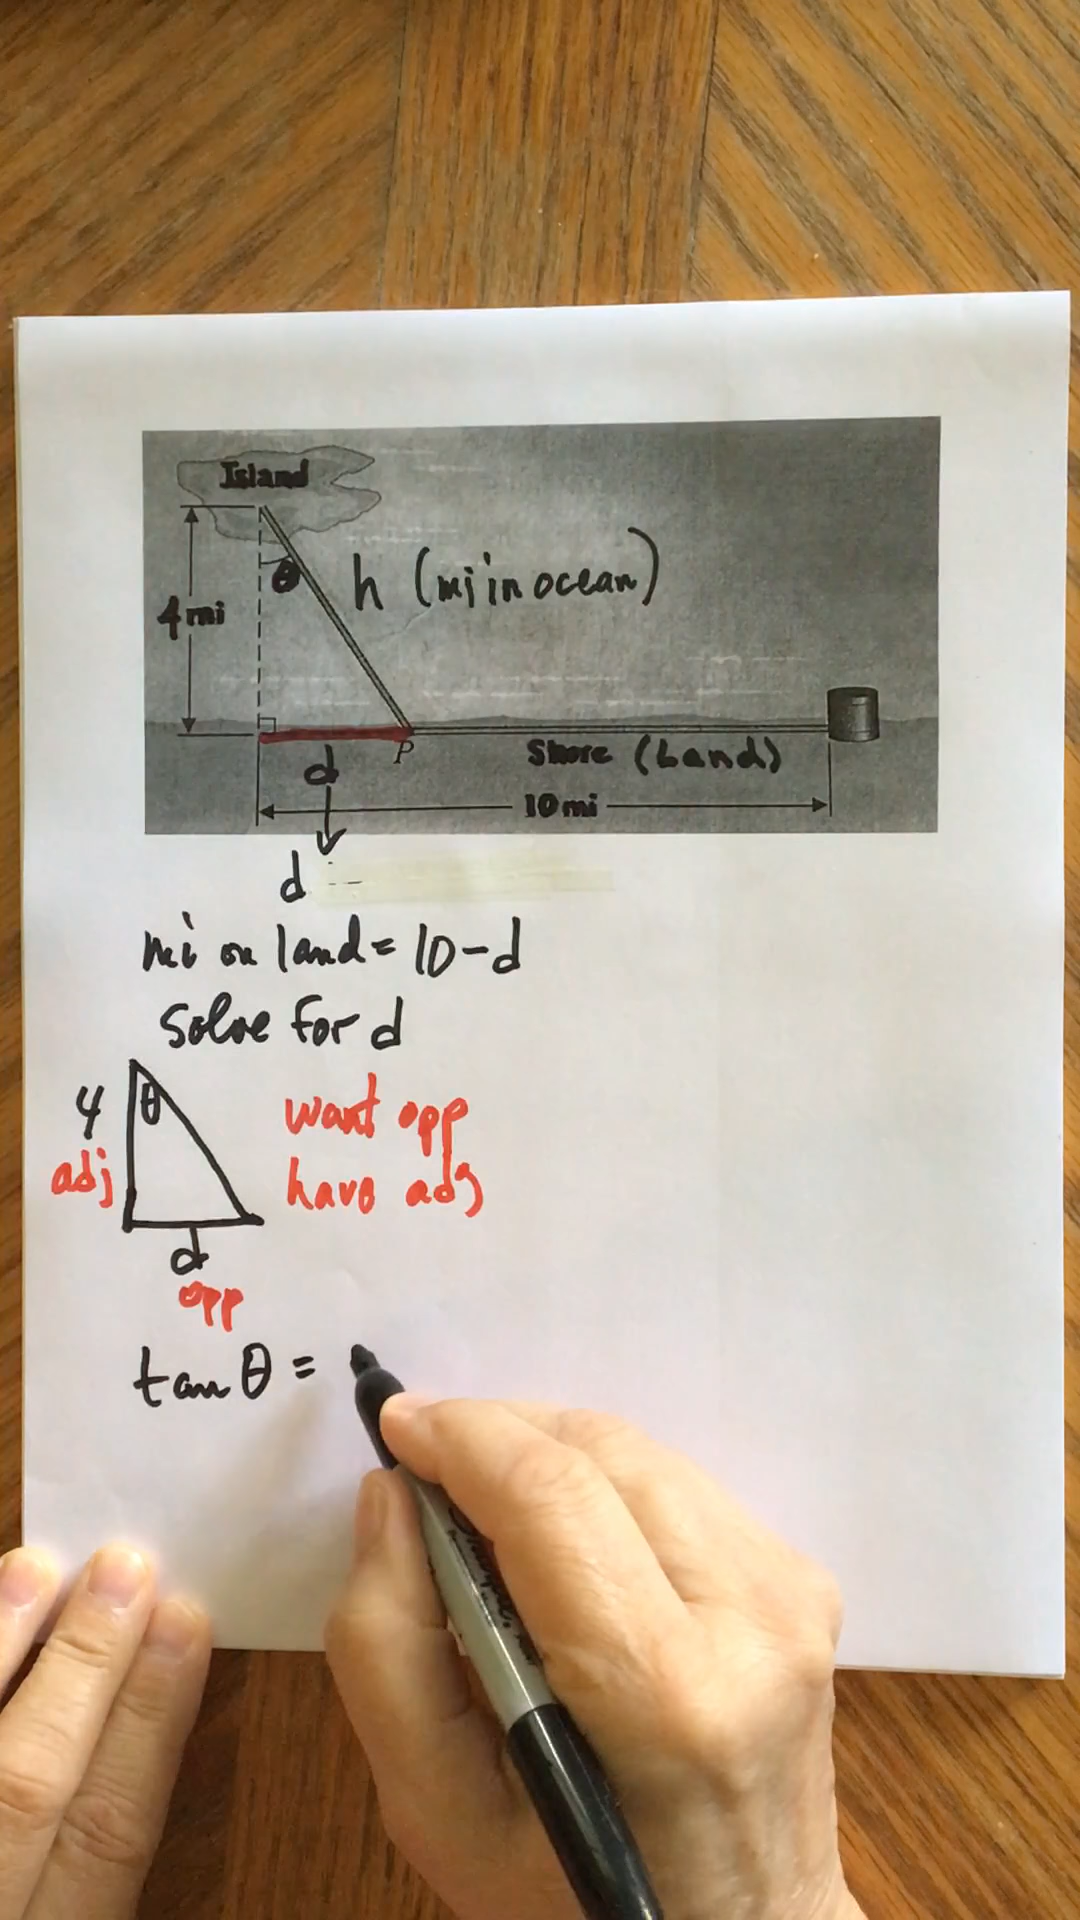 Island
θ
h (mi in ocean)
4 mi
P
d
Shore (Land)
10 mi
d =
mi on land = 10 - d
Solve for d
4
θ
want opp
adj
have adj
d
opp
tan θ =